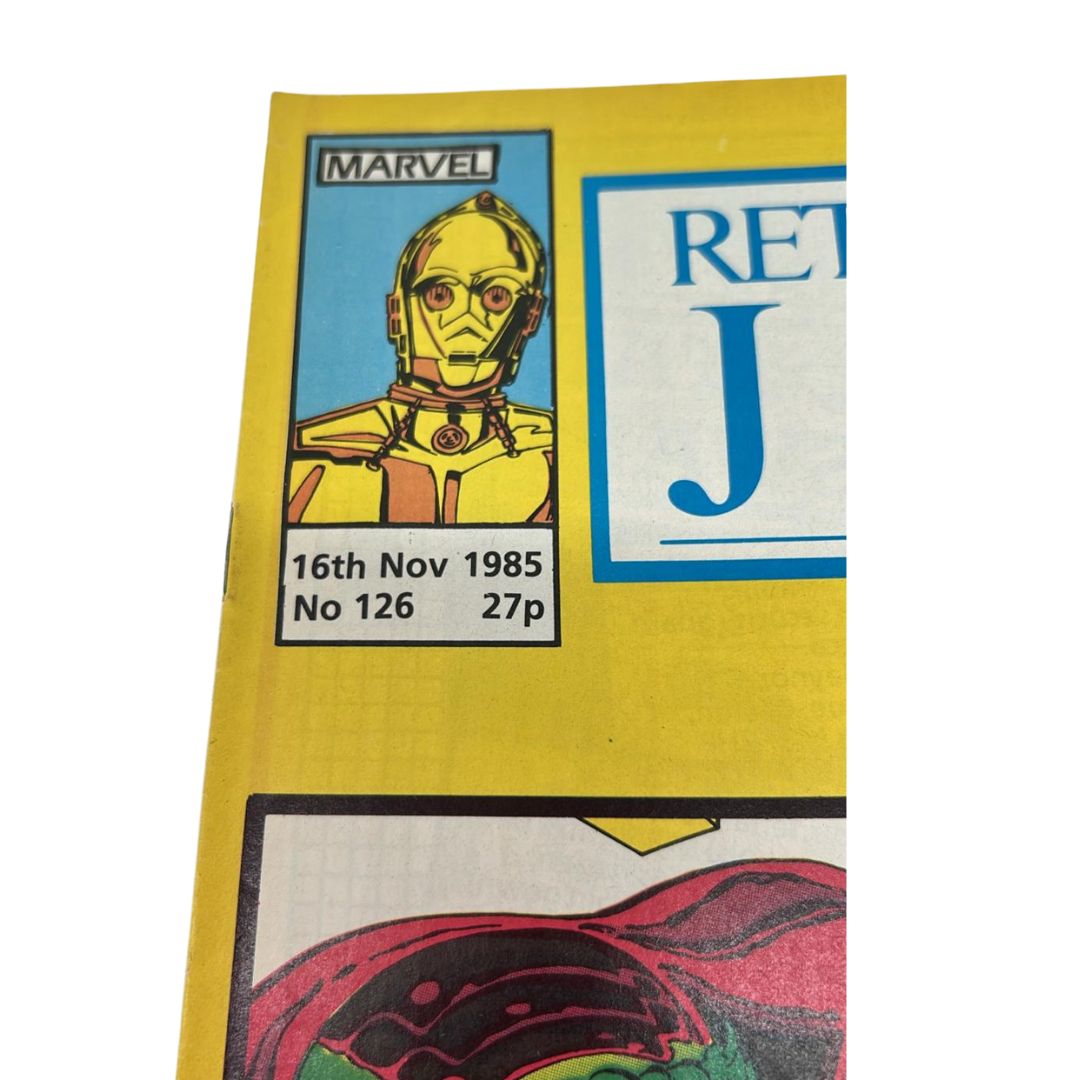 MARVEL
RET
J
16th Nov 1985
No 126 27p